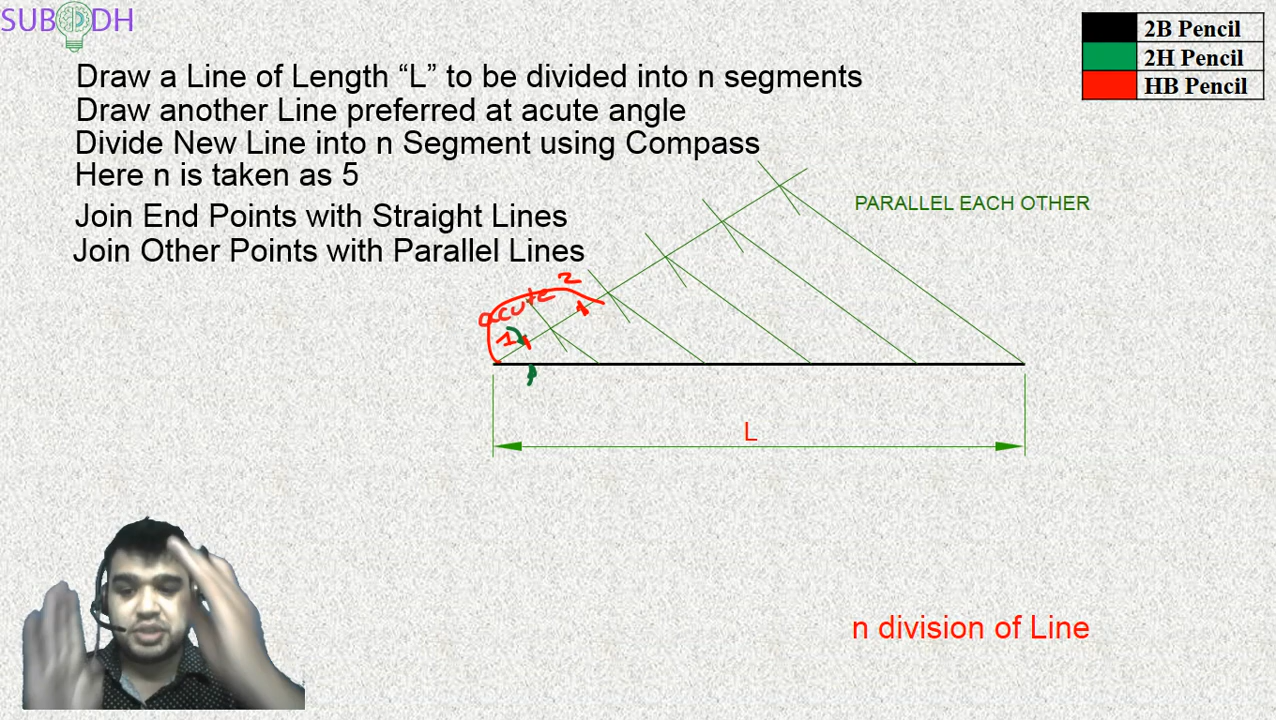 SUBODH
2B Pencil
2H Pencil
HB Pencil
Draw a Line of Length “L” to be divided into n segments
Draw another Line preferred at acute angle
Divide New Line into n Segment using Compass
Here n is taken as 5
Join End Points with Straight Lines
Join Other Points with Parallel Lines
PARALLEL EACH OTHER
2
acute
1
L
n division of Line